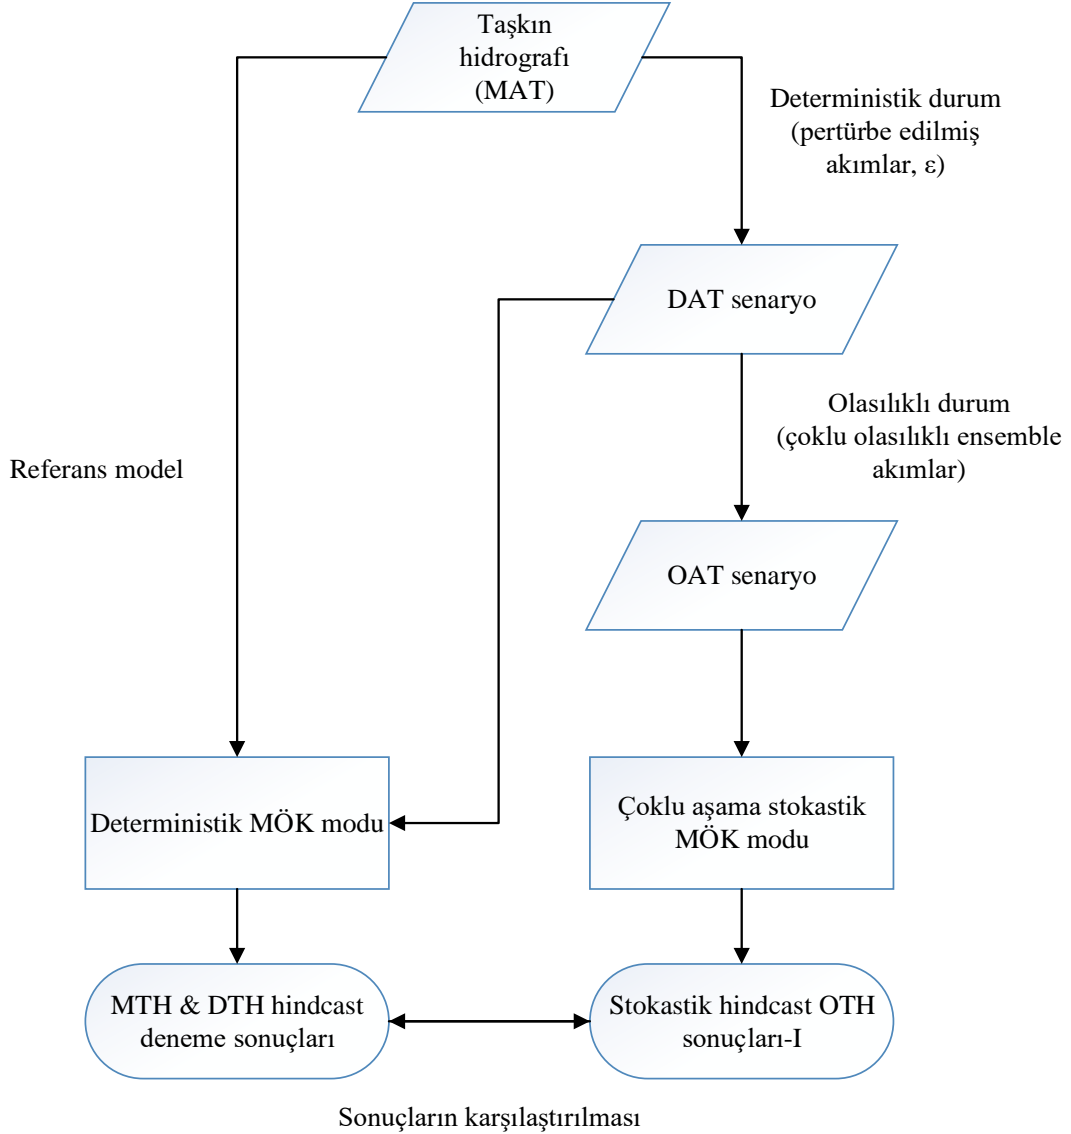 Taşkın
hidrografı
(MAT)
Deterministik durum
(pertürbe edilmiş
akımlar, ε)
DAT senaryo
Olasılıklı durum
(çoklu olasılıklı ensemble
akımlar)
Referans model
OAT senaryo
Deterministik MÖK modu
Çoklu aşama stokastik
MÖK modu
MTH & DTH hindcast
deneme sonuçları
Stokastik hindcast OTH
sonuçları-I
Sonuçların karşılaştırılması